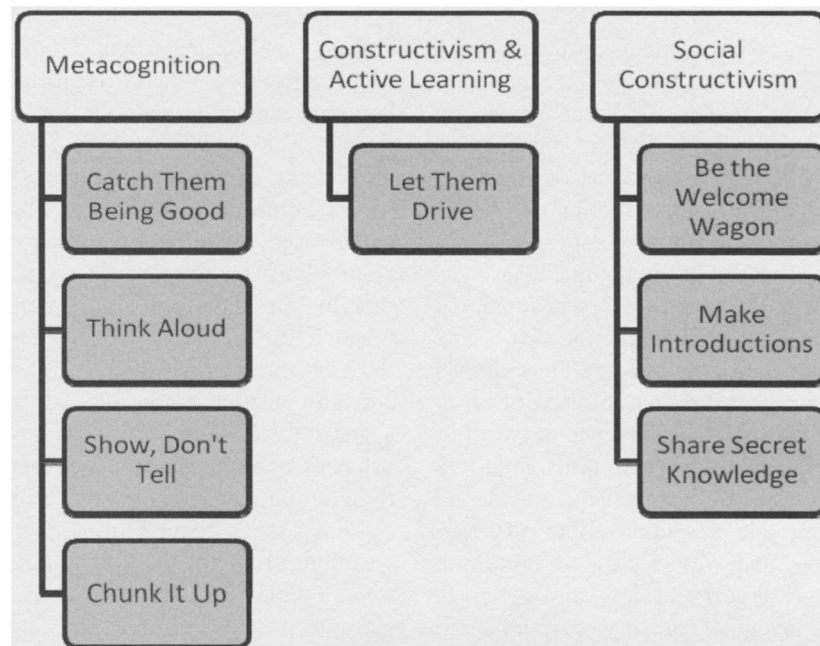 Metacognition
Catch Them
Being Good
Think Aloud
Show, Don't
Tell
Chunk It Up
Constructivism &
Active Learning
Let Them
Drive
Social
Constructivism
Be the
Welcome
Wagon
Make
Introductions
Share Secret
Knowledge